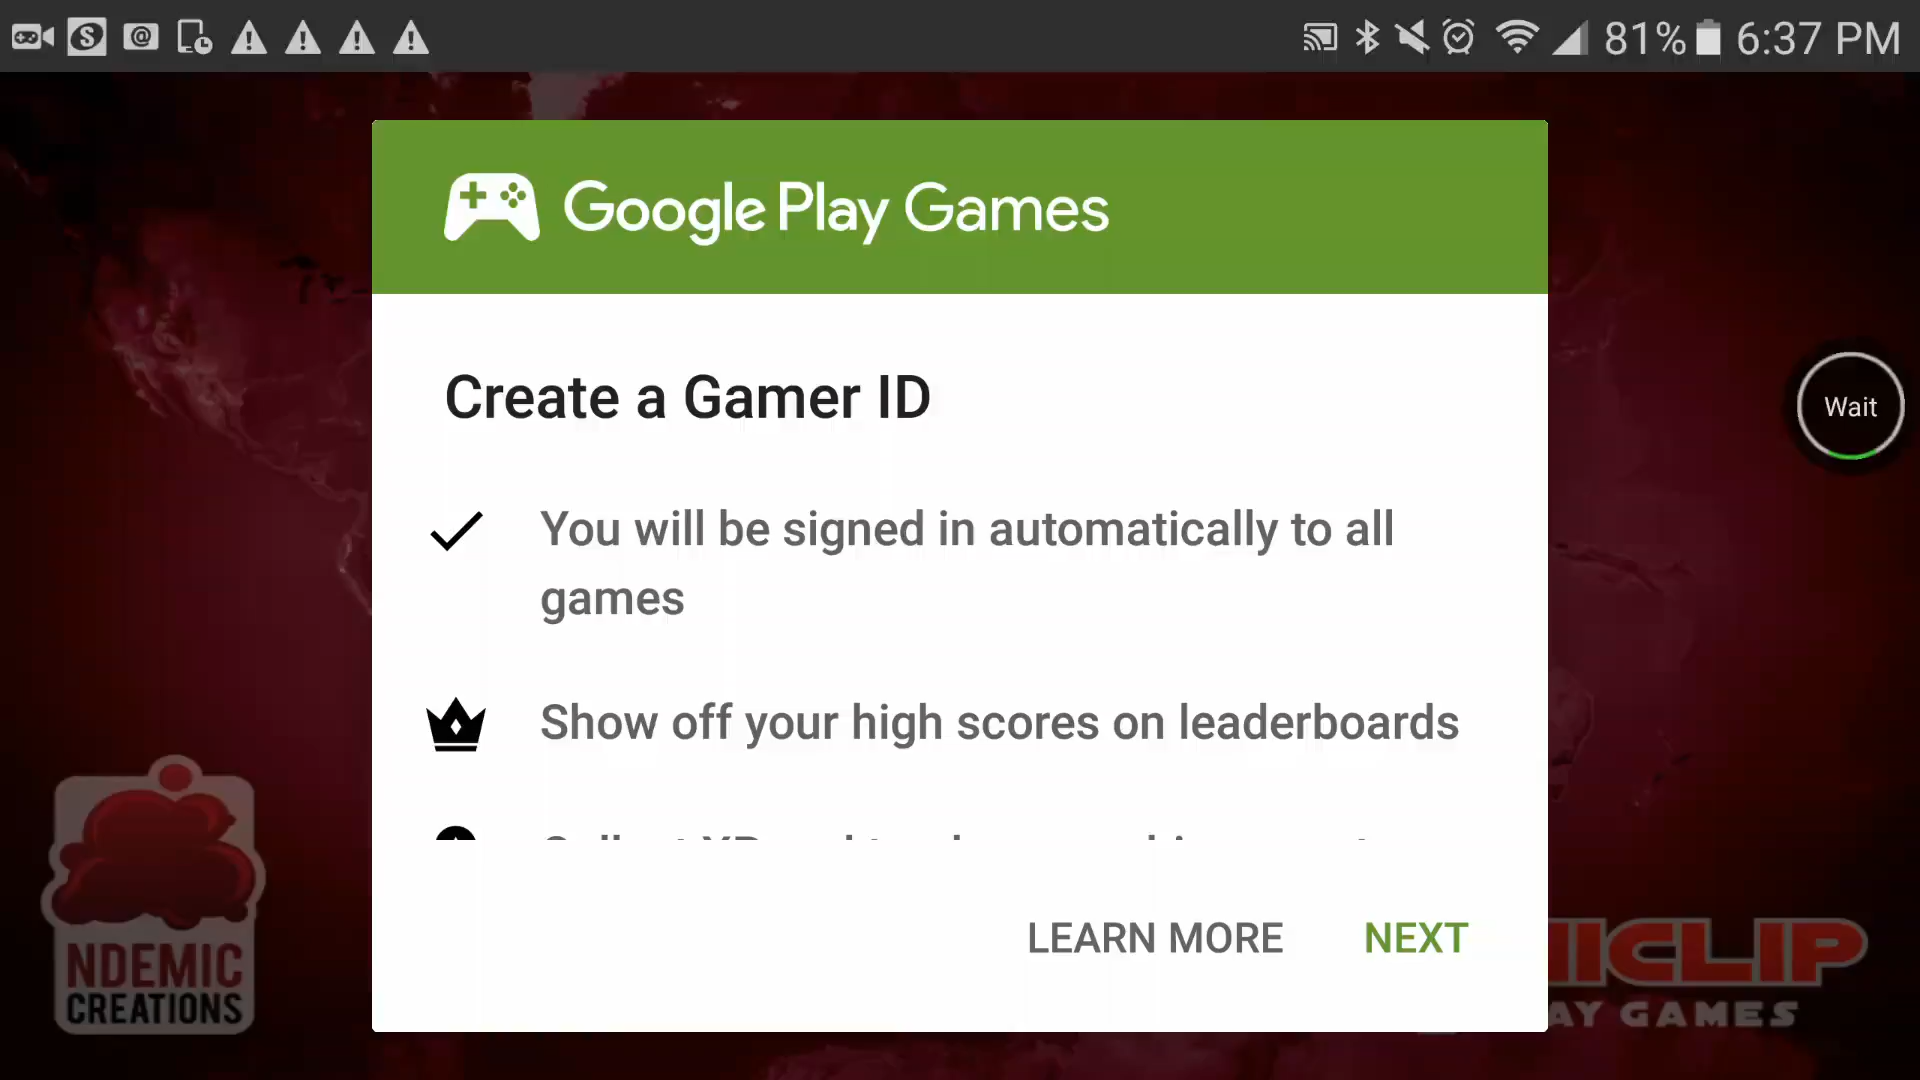 81% 6:37 PM
Google Play Games
Create a Gamer ID
You will be signed in automatically to all
games
Wait
Show off your high scores on leaderboards
LEARN MORE NEXT
NDEMIC
CREATIONS
ICLIP
AY GAMES